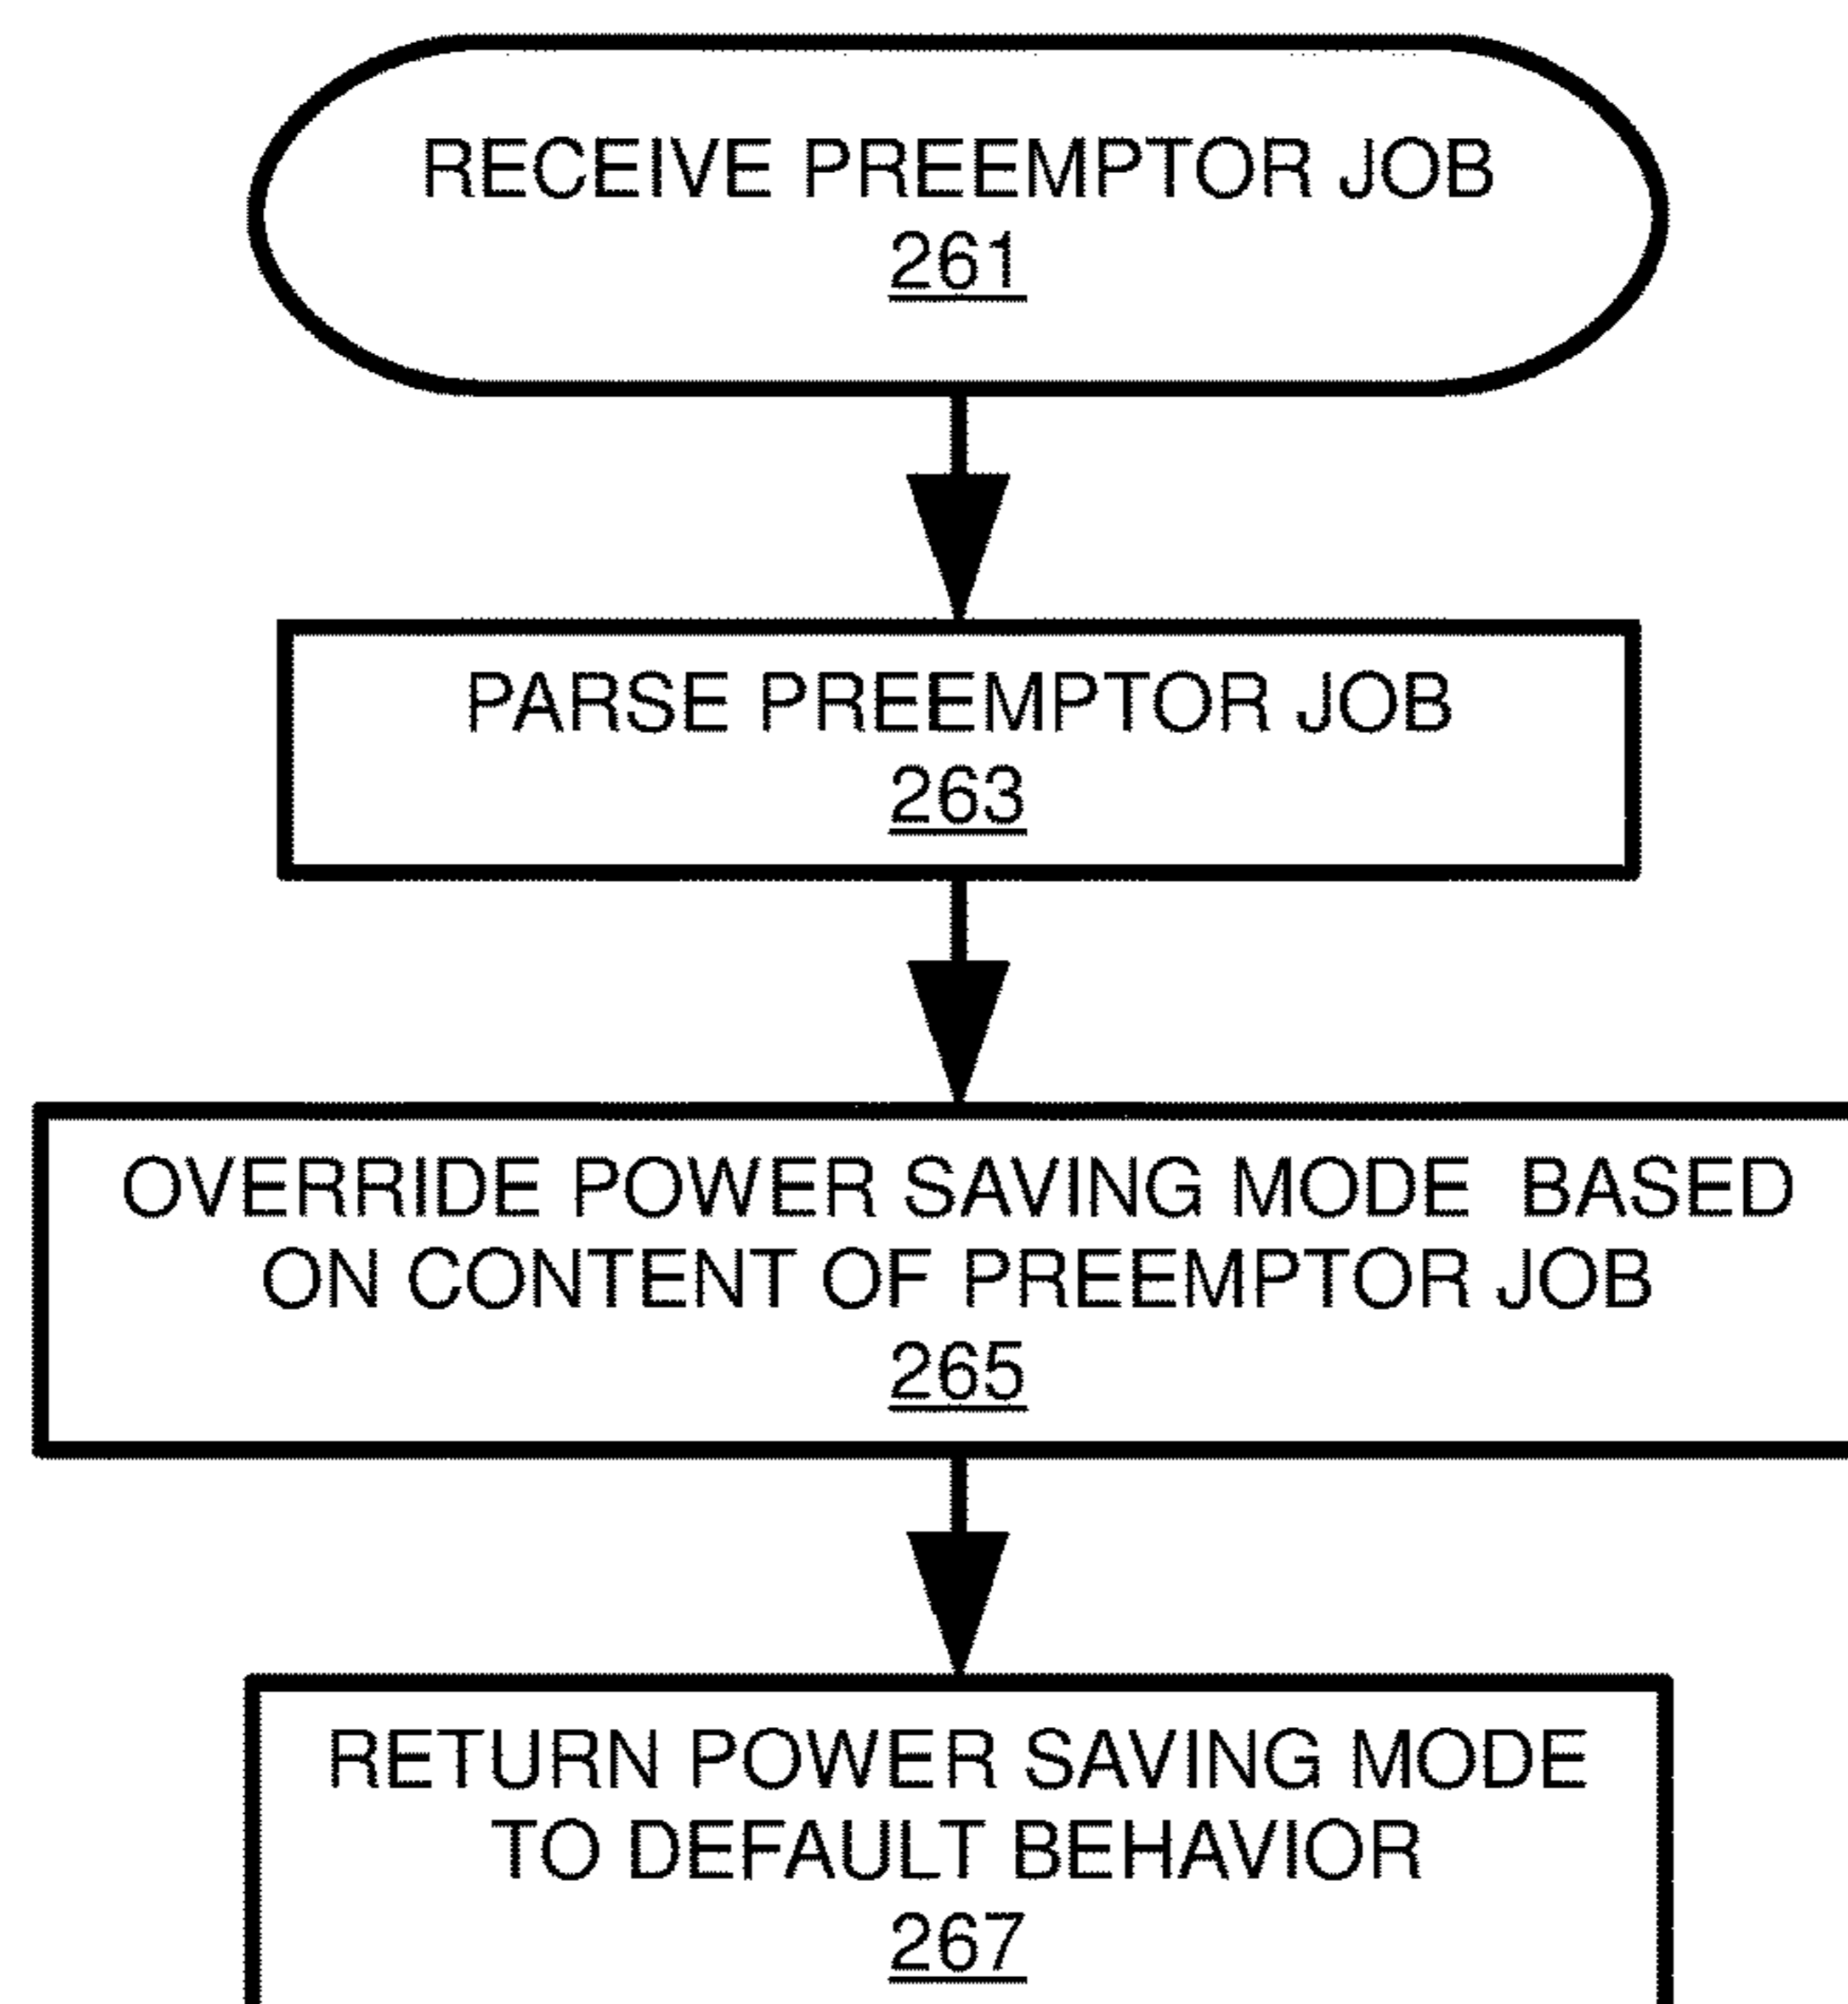 RECEIVE PREEMPTOR JOB
261
PARSE PREEMPTOR JOB
263
OVERRIDE POWER SAVING MODE BASED
ON CONTENT OF PREEMPTOR JOB
265
RETURN POWER SAVING MODE
TO DEFAULT BEHAVIOR
267